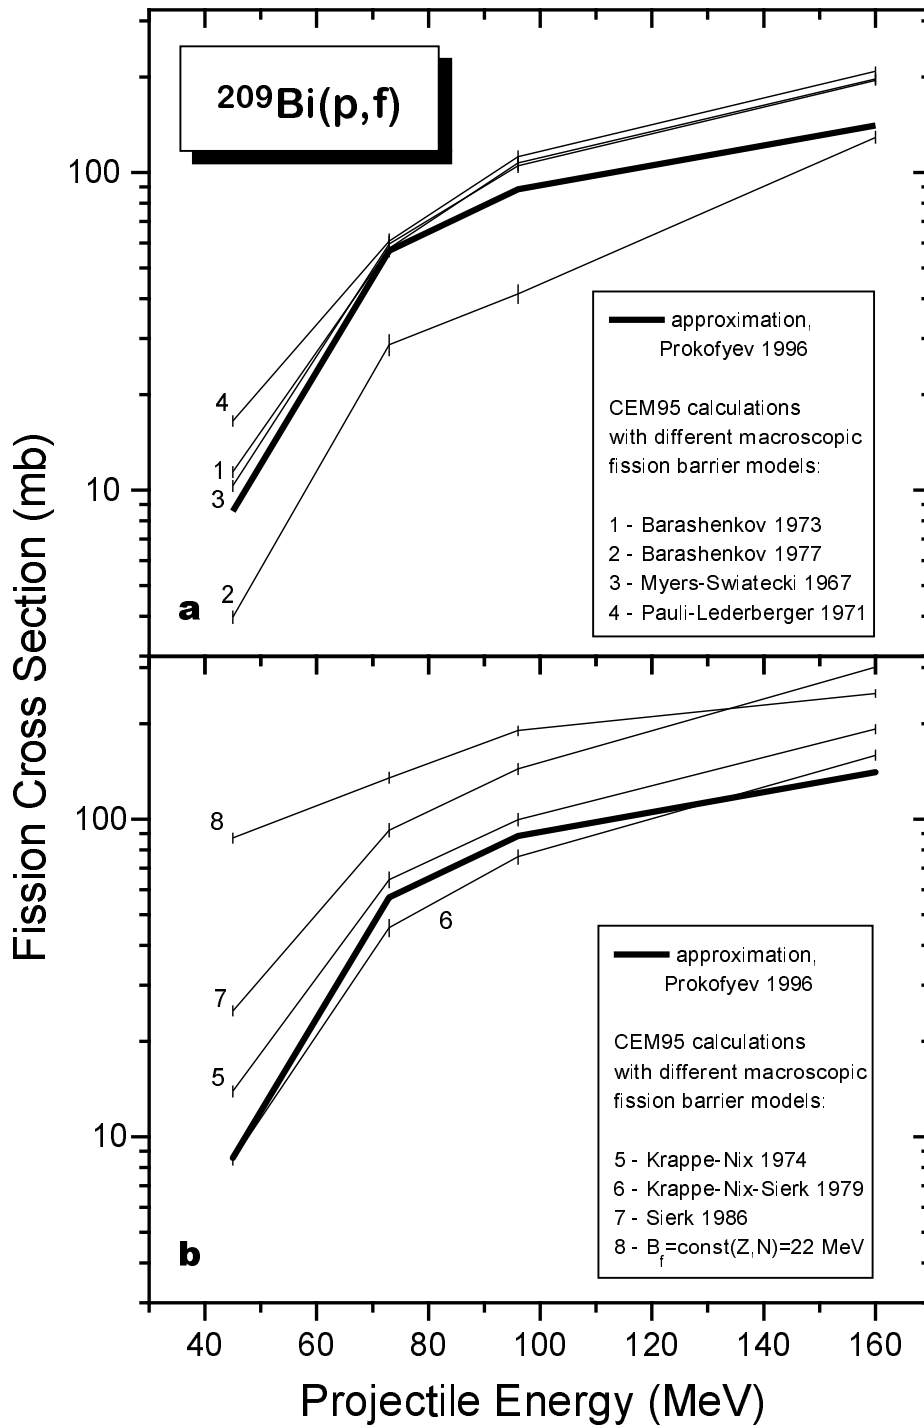 a
209Bi(p,f)
100
10
approximation,
Prokofyev 1996
CEM95 calculations
with different macroscopic
fission barrier models:
1 - Barashenkov 1973
2 - Barashenkov 1977
3 - Myers-Swiatecki 1967
4 - Pauli-Lederberger 1971
4
1
3
2
a
Fission Cross Section (mb)
100
10
8
7
5
6
approximation,
Prokofyev 1996
CEM95 calculations
with different macroscopic
fission barrier models:
5 - Krappe-Nix 1974
6 - Krappe-Nix-Sierk 1979
7 - Sierk 1986
8 - Bf=const(Z,N)=22 MeV
b
40 60 80 100 120 140 160
Projectile Energy (MeV)